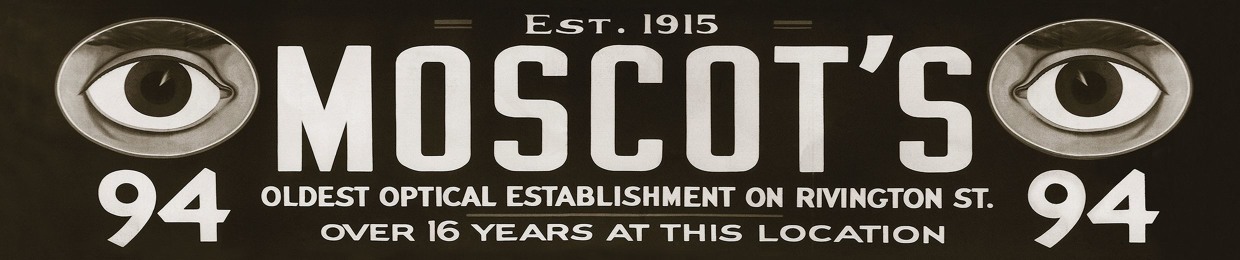 EST. 1915
MOSCOT'S
94 94
OLDEST OPTICAL ESTABLISHMENT ON RIVINGTON ST.
OVER 16 YEARS AT THIS LOCATION